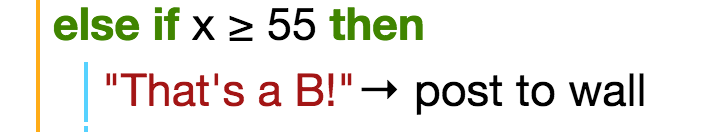 else if x ≥ 55 then
"That's a B!"→ post to wall